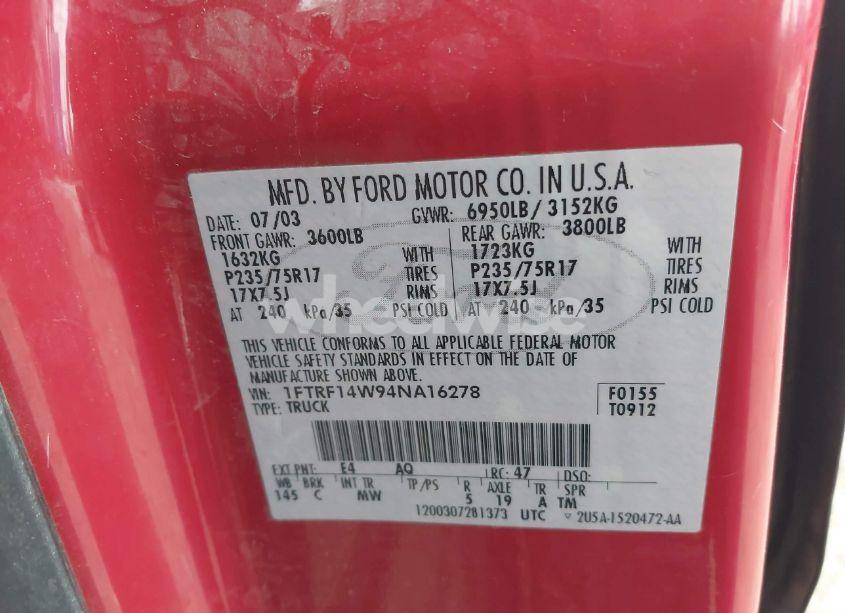 MFD. BY FORD MOTOR CO. IN U.S.A.
DATE: 07/03 GVWR: 6950LB/ 3152KG
FRONT GAWR: 3600LB REAR GAWR: 3800LB
1632KG WITH 1723KG WITH
P235/75R17 TIRES P235/75R17 TIRES
17X7.5J RIMS 17X7.5J RIMS
AT 240 kPa/35 PSI COLD AT 240 kPa/35 PSI COLD
wheelwise
THIS VEHICLE CONFORMS TO ALL APPLICABLE FEDERAL MOTOR
VEHICLE SAFETY STANDARDS IN EFFECT ON THE DATE OF
MANUFACTURE SHOWN ABOVE.
VIN: 1FTRF14W94NA16278 F0155
TYPE: TRUCK T0912
EXT PNT: E4 AQ RC: 47 DSO:
WB BRK INT TR TP/PS R AXLE TR SPR
145 C MW 5 19 A TM
1200307281373 UTC ▽ 2U5A-1520472-AA